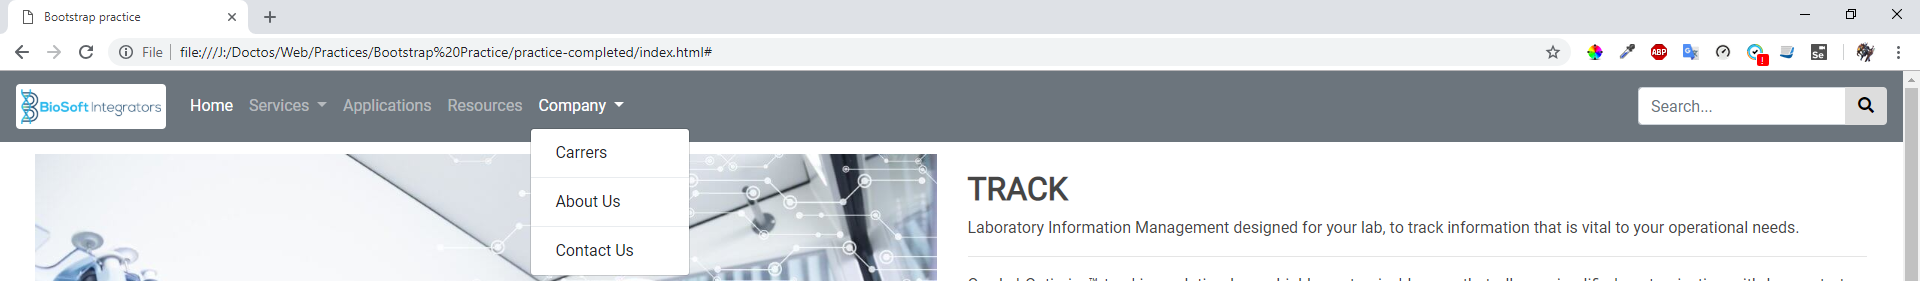 Bootstrap practice
File file:///J:/Doctos/Web/Practices/Bootstrap%20Practice/practice-completed/index.html#
ABP
Se
BioSoft Integrators Home Services Applications Resources Company Search...
Carrers
About Us
Contact Us
TRACK
Laboratory Information Management designed for your lab, to track information that is vital to your operational needs.